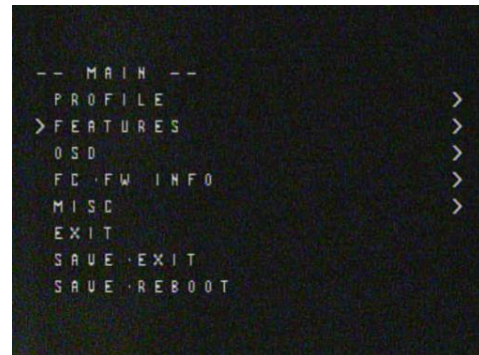 -- MAIN --
PROFILE >
>FEATURES >
OSD >
FC·FW INFO >
MISC >
EXIT
SAVE·EXIT
SAVE·REBOOT